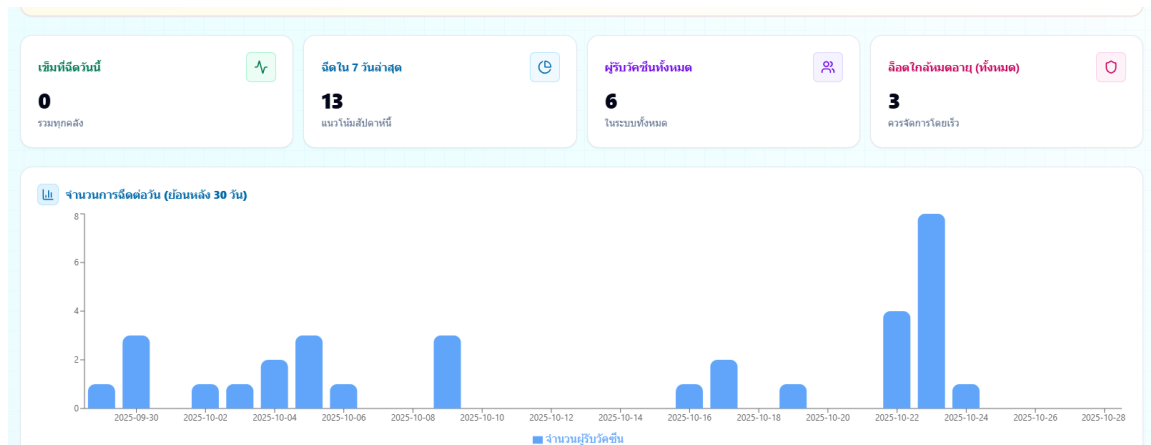 เข็มที่ฉีดวันนี้
0
รวมทุกคลัง
ฉีดใน 7 วันล่าสุด
13
แนวโน้มสัปดาห์นี้
ผู้รับวัคซีนทั้งหมด
6
ในระบบทั้งหมด
ล็อตใกล้หมดอายุ (ทั้งหมด)
3
ควรจัดการโดยเร็ว
จำนวนการฉีดต่อวัน (ย้อนหลัง 30 วัน)
8
6
4
2
0
2025-09-30 2025-10-02 2025-10-04 2025-10-06 2025-10-08 2025-10-10 2025-10-12 2025-10-14 2025-10-16 2025-10-18 2025-10-20 2025-10-22 2025-10-24 2025-10-26 2025-10-28
จำนวนผู้รับวัคซีน